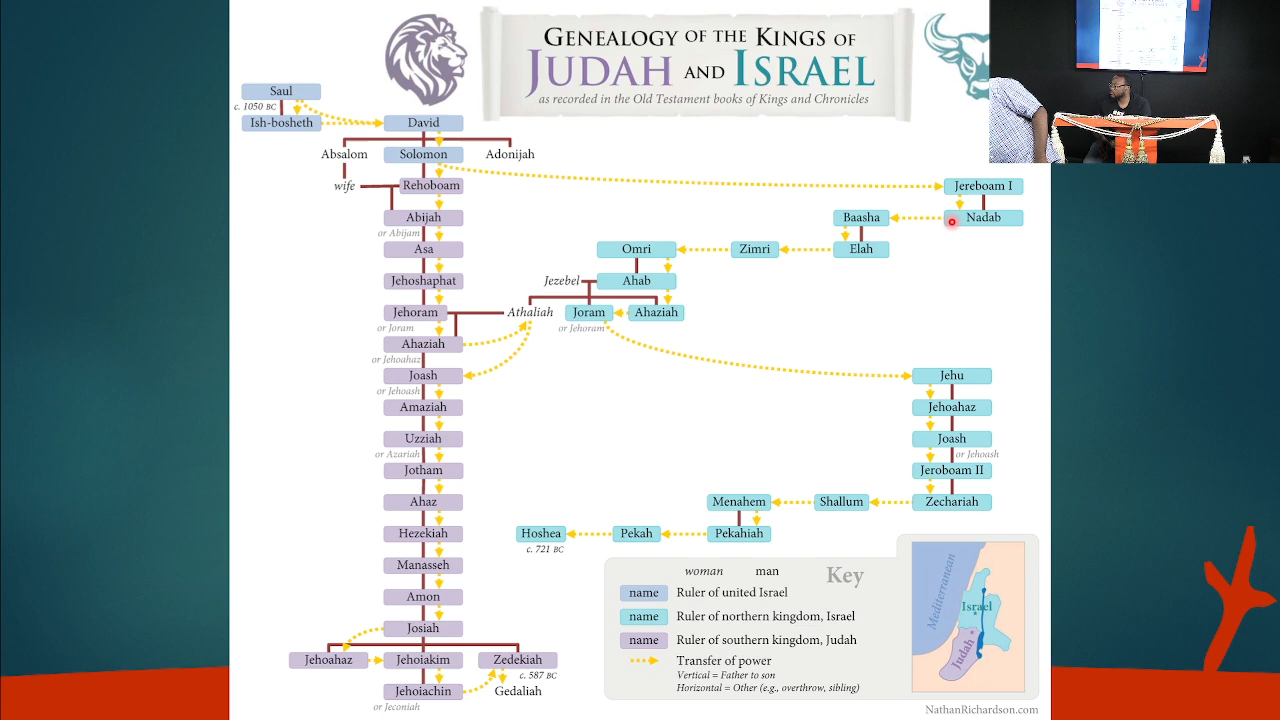 GENEALOGY OF THE KINGS OF
JUDAH AND ISRAEL
as recorded in the Old Testament books of Kings and Chronicles
Saul
c. 1050 BC
Ish-bosheth
David
Absalom
Solomon
Adonijah
wife
Rehoboam
Jereboam I
Abijah
or Abijam
Baasha
Nadab
Asa
Omri
Zimri
Elah
Jehoshaphat
Jezebel
Ahab
Jehoram
or Joram
Athaliah
Joram
or Jehoram
Ahaziah
Ahaziah
or Jehoahaz
Joash
or Jehoash
Jehu
Amaziah
Jehoahaz
Uzziah
or Azariah
Joash
or Jehoash
Jotham
Jeroboam II
Ahaz
Menahem
Shallum
Zechariah
Hezekiah
Hoshea
c. 721 BC
Pekah
Pekahiah
Manasseh
Amon
Josiah
Jehoahaz
Jehoiakim
Zedekiah
c. 587 BC
Jehoiachin
or Jeconiah
Gedaliah
woman man Key
name Ruler of united Israel
name Ruler of northern kingdom, Israel
name Ruler of southern kingdom, Judah
Transfer of power
Vertical = Father to son
Horizontal = Other (e.g., overthrow, sibling)
Mediterranean
Israel
Judah
NathanRichardson.com